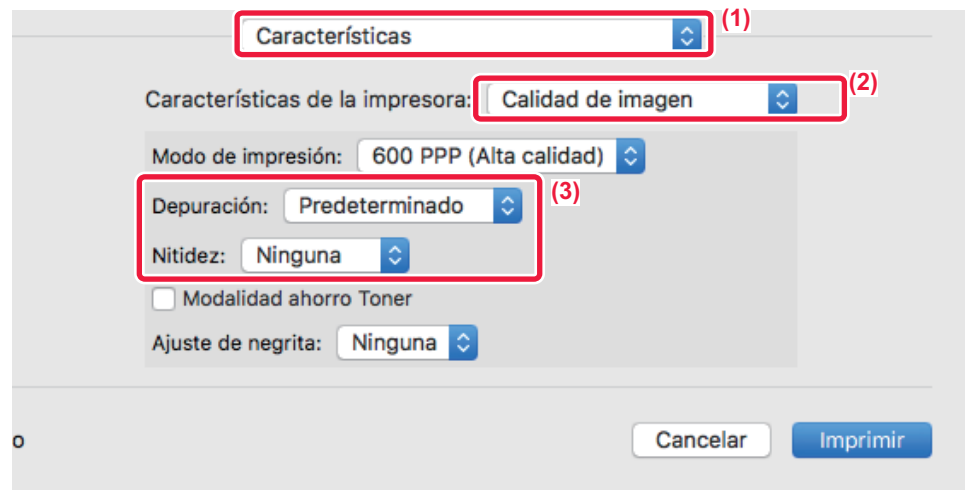 Características (1)
Características de la impresora: Calidad de imagen (2)
Modo de impresión: 600 PPP (Alta calidad)
Depuración: Predeterminado (3)
Nitidez: Ninguna
Modalidad ahorro Toner
Ajuste de negrita: Ninguna
o Cancelar Imprimir